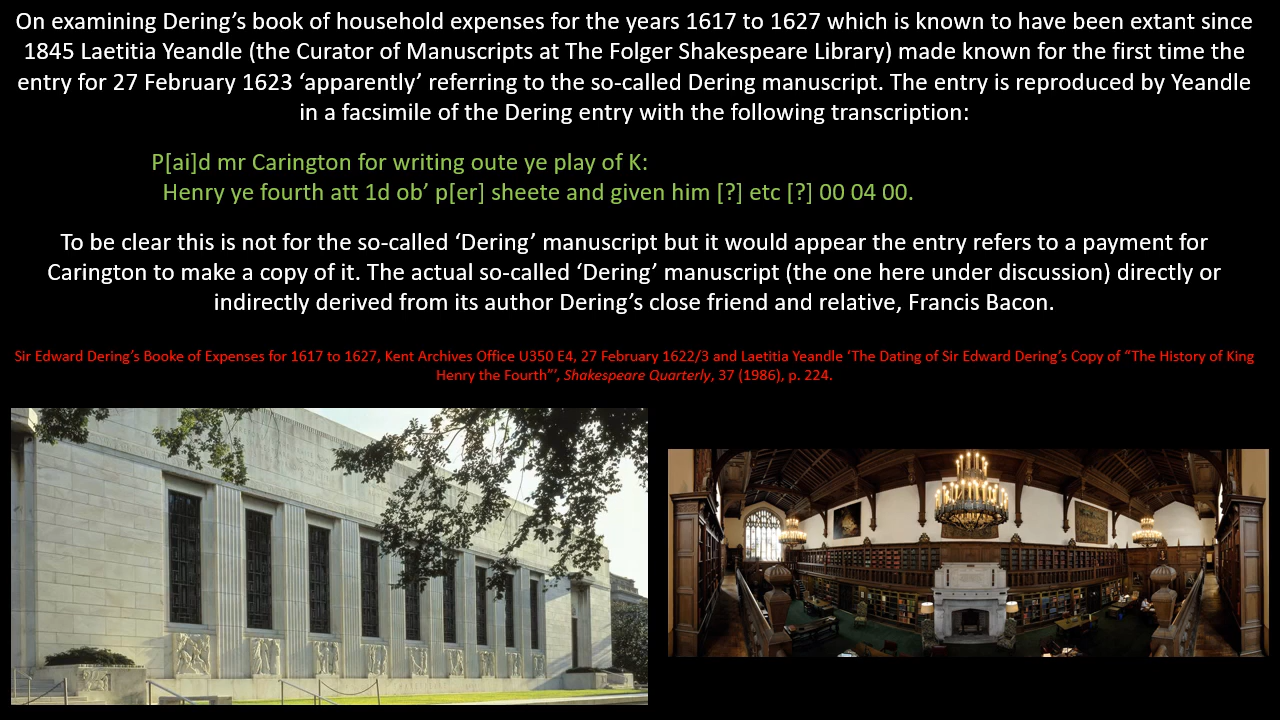 On examining Dering’s book of household expenses for the years 1617 to 1627 which is known to have been extant since
1845 Laetitia Yeandle (the Curator of Manuscripts at The Folger Shakespeare Library) made known for the first time the
entry for 27 February 1623 ‘apparently’ referring to the so-called Dering manuscript. The entry is reproduced by Yeandle
in a facsimile of the Dering entry with the following transcription:
P[ai]d mr Carington for writing oute ye play of K:
Henry ye fourth att 1d ob’ p[er] sheete and given him [?] etc [?] 00 04 00.
To be clear this is not for the so-called ‘Dering’ manuscript but it would appear the entry refers to a payment for
Carington to make a copy of it. The actual so-called ‘Dering’ manuscript (the one here under discussion) directly or
indirectly derived from its author Dering’s close friend and relative, Francis Bacon.
Sir Edward Dering’s Booke of Expenses for 1617 to 1627, Kent Archives Office U350 E4, 27 February 1622/3 and Laetitia Yeandle ‘The Dating of Sir Edward Dering’s Copy of “The History of King
Henry the Fourth”’, Shakespeare Quarterly, 37 (1986), p. 224.